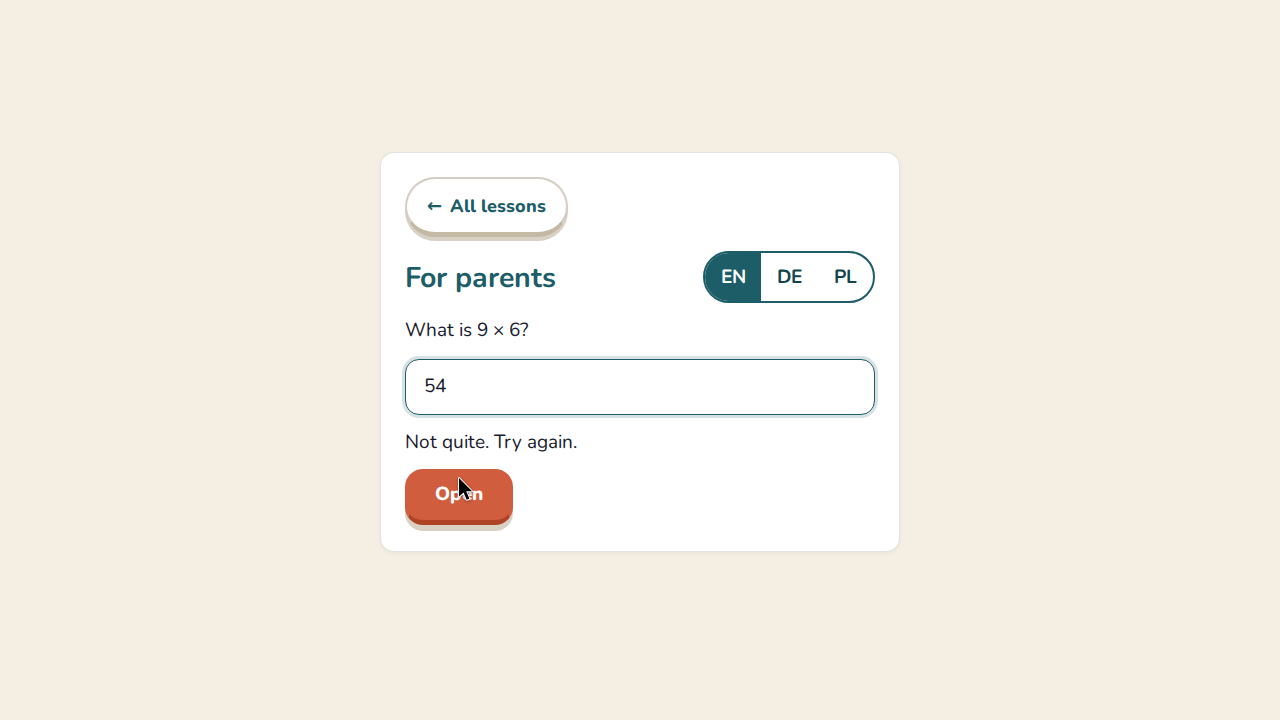 ← All lessons
For parents
EN DE PL
What is 9 × 6?
54
Not quite. Try again.
Open